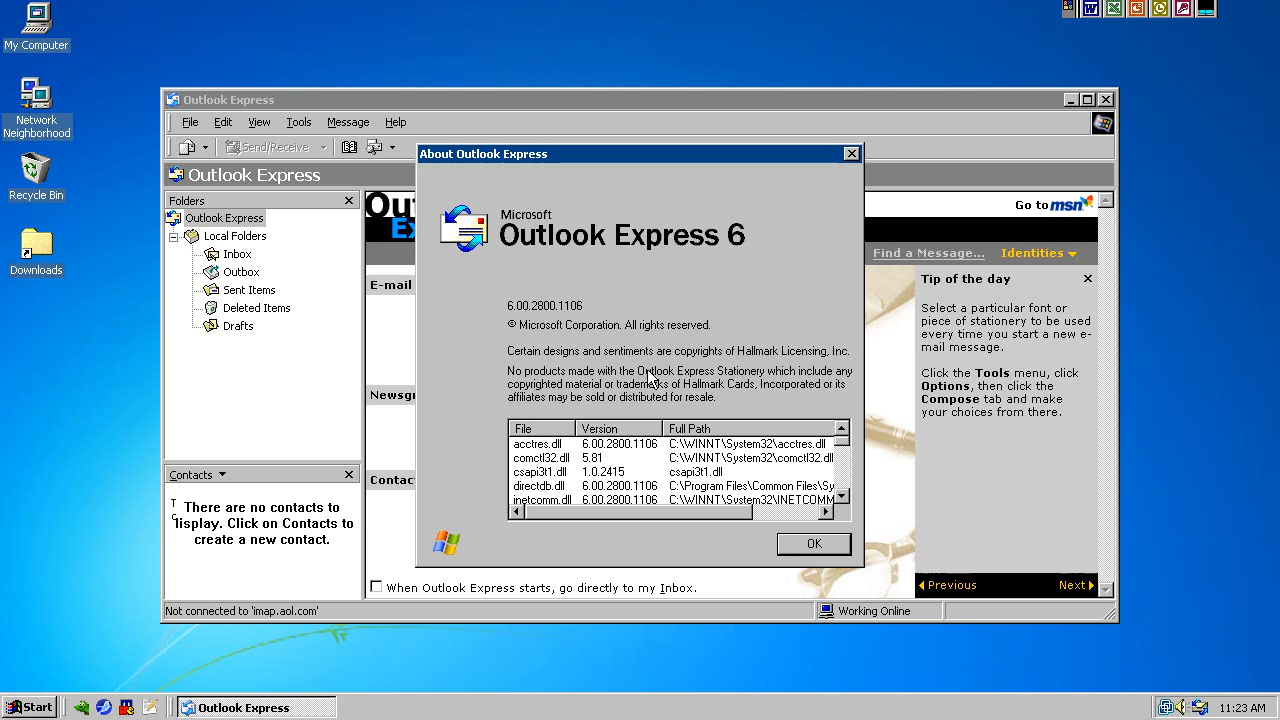 My Computer
Network
Neighborhood
Recycle Bin
Downloads
Outlook Express
File Edit View Tools Message Help
Send/Receive
Outlook Express
Folders
Outlook Express
Local Folders
Inbox
Outbox
Sent Items
Deleted Items
Drafts
Contacts
There are no contacts to
display. Click on Contacts to
create a new contact.
Go to msn
Find a Message... Identities
E-mail
Tip of the day
Select a particular font or
piece of stationery to be used
every time you start a new e-
mail message.
Click the Tools menu, click
Options, then click the
Compose tab and make
your choices from there.
Previous Next
When Outlook Express starts, go directly to my Inbox.
Not connected to 'imap.aol.com'
Working Online
About Outlook Express
Microsoft
Outlook Express 6
6.00.2800.1106
© Microsoft Corporation. All rights reserved.
Certain designs and sentiments are copyrights of Hallmark Licensing, Inc.
No products made with the Outlook Express Stationery which include any
copyrighted material or trademarks of Hallmark Cards, Incorporated or its
affiliates may be sold or distributed for resale.
File Version Full Path
acctres.dll 6.00.2800.1106 C:\WINNT\System32\acctres.dll
comctl32.dll 5.81 C:\WINNT\System32\comctl32.dll
csapi3t1.dll 1.0.2415 csapi3t1.dll
directdb.dll 6.00.2800.1106 C:\Program Files\Common Files\Sy
inetcomm.dll 6.00.2800.1106 C:\WINNT\System32\INETCOMM
OK
Start
Outlook Express
11:23 AM